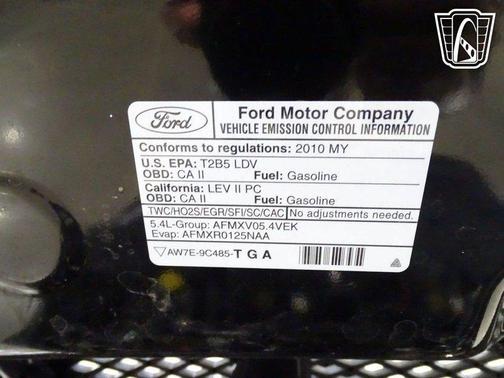 Ford
Ford Motor Company
VEHICLE EMISSION CONTROL INFORMATION
Conforms to regulations: 2010 MY
U.S. EPA: T2B5 LDV
OBD: CA II Fuel: Gasoline
California: LEV II PC
OBD: CA II Fuel: Gasoline
TWC/HO2S/EGR/SFI/SC/CAC No adjustments needed.
5.4L-Group: AFMXV05.4VEK
Evap: AFMXR0125NAA
AW7E-9C485-T G A